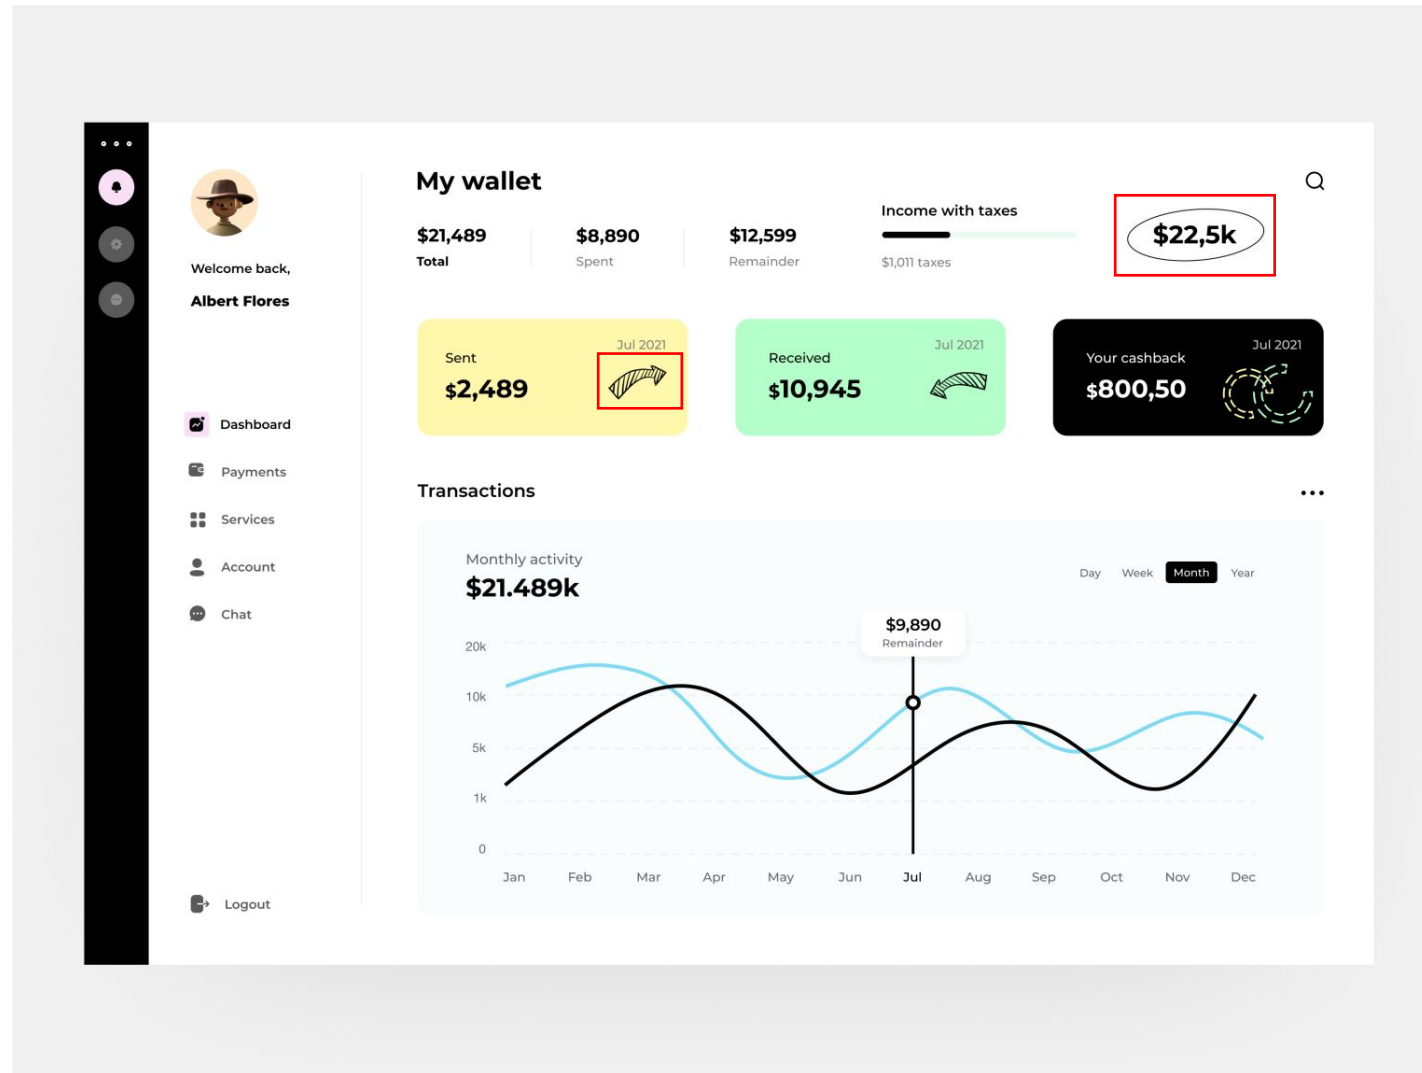 My wallet
Welcome back,
Albert Flores
$21,489
Total
$8,890
Spent
$12,599
Remainder
Income with taxes
$1,011 taxes
$22,5k
Sent
Jul 2021
$2,489
Received
Jul 2021
$10,945
Your cashback
Jul 2021
$800,50
Dashboard
Payments
Services
Account
Chat
Logout
Transactions
Monthly activity
$21.489k
Day Week Month Year
$9,890
Remainder
20k
10k
5k
1k
0
Jan Feb Mar Apr May Jun Jul Aug Sep Oct Nov Dec